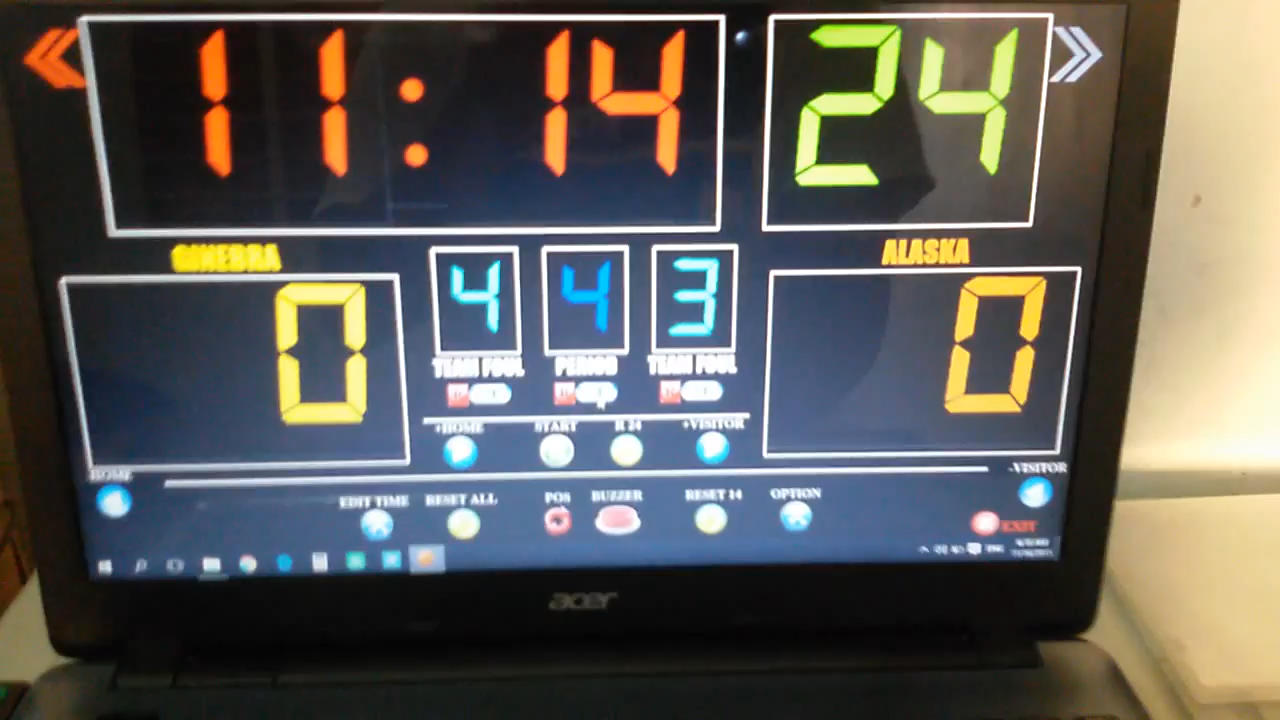 11:14 24
GINEBRA ALASKA
0 4 4 3 0
TEAM FOUL PERIOD TEAM FOUL
+HOME START R 24 +VISITOR
-HOME -VISITOR
EDIT TIME RESET ALL POS BUZZER RESET 14 OPTION
EXIT
ENG
acer